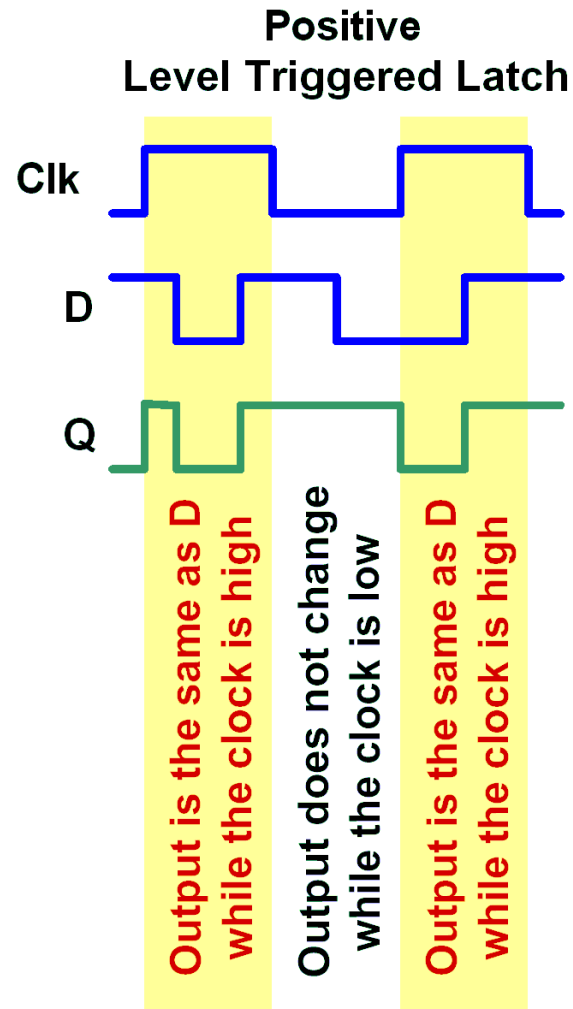 Positive
Level Triggered Latch
Clk
D
Q
Output is the same as D
while the clock is high
Output does not change
while the clock is low
Output is the same as D
while the clock is high